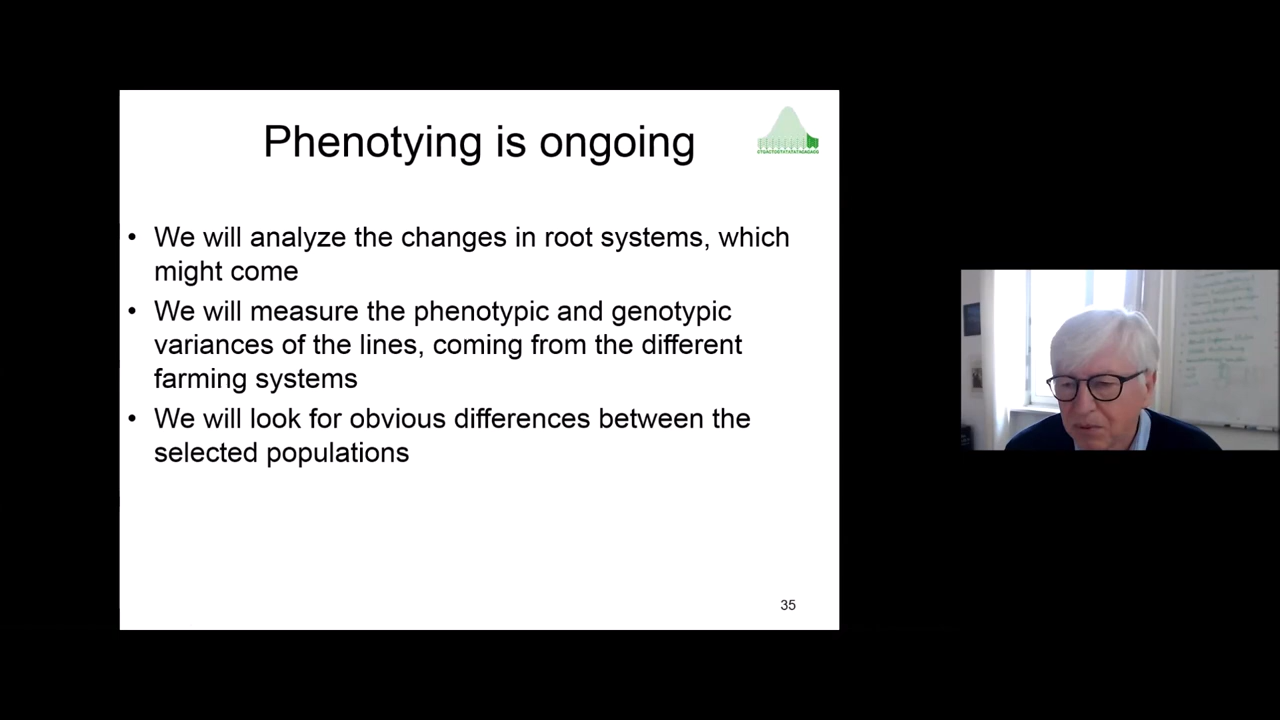 Phenotying is ongoing
• We will analyze the changes in root systems, which
might come
• We will measure the phenotypic and genotypic
variances of the lines, coming from the different
farming systems
• We will look for obvious differences between the
selected populations
35